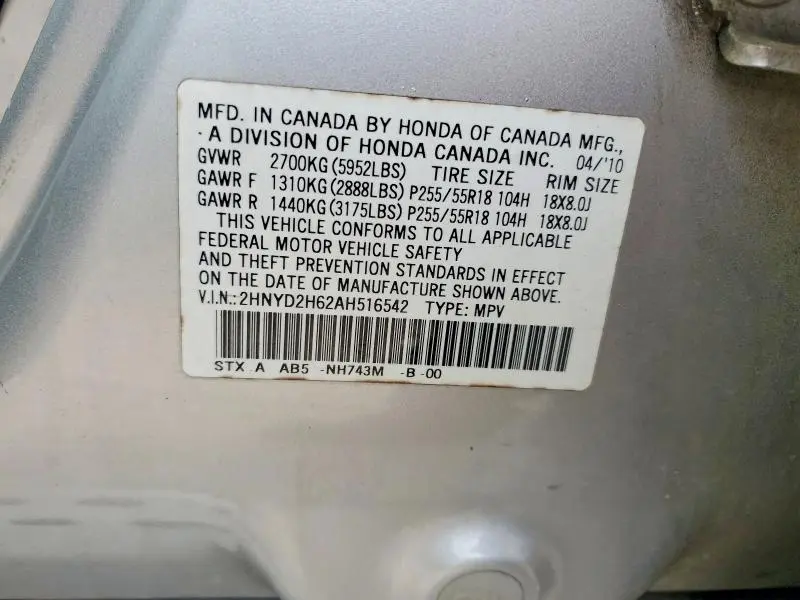 MFD. IN CANADA BY HONDA OF CANADA MFG.,
A DIVISION OF HONDA CANADA INC. 04/'10
GVWR 2700KG(5952LBS) TIRE SIZE RIM SIZE
GAWR F 1310KG(2888LBS) P255/55R18 104H 18X8.0J
GAWR R 1440KG(3175LBS) P255/55R18 104H 18X8.0J
THIS VEHICLE CONFORMS TO ALL APPLICABLE
FEDERAL MOTOR VEHICLE SAFETY
AND THEFT PREVENTION STANDARDS IN EFFECT
ON THE DATE OF MANUFACTURE SHOWN ABOVE.
V.I.N.:2HNYD2H62AH516542 TYPE: MPV
STX A AB5 -NH743M -B -00